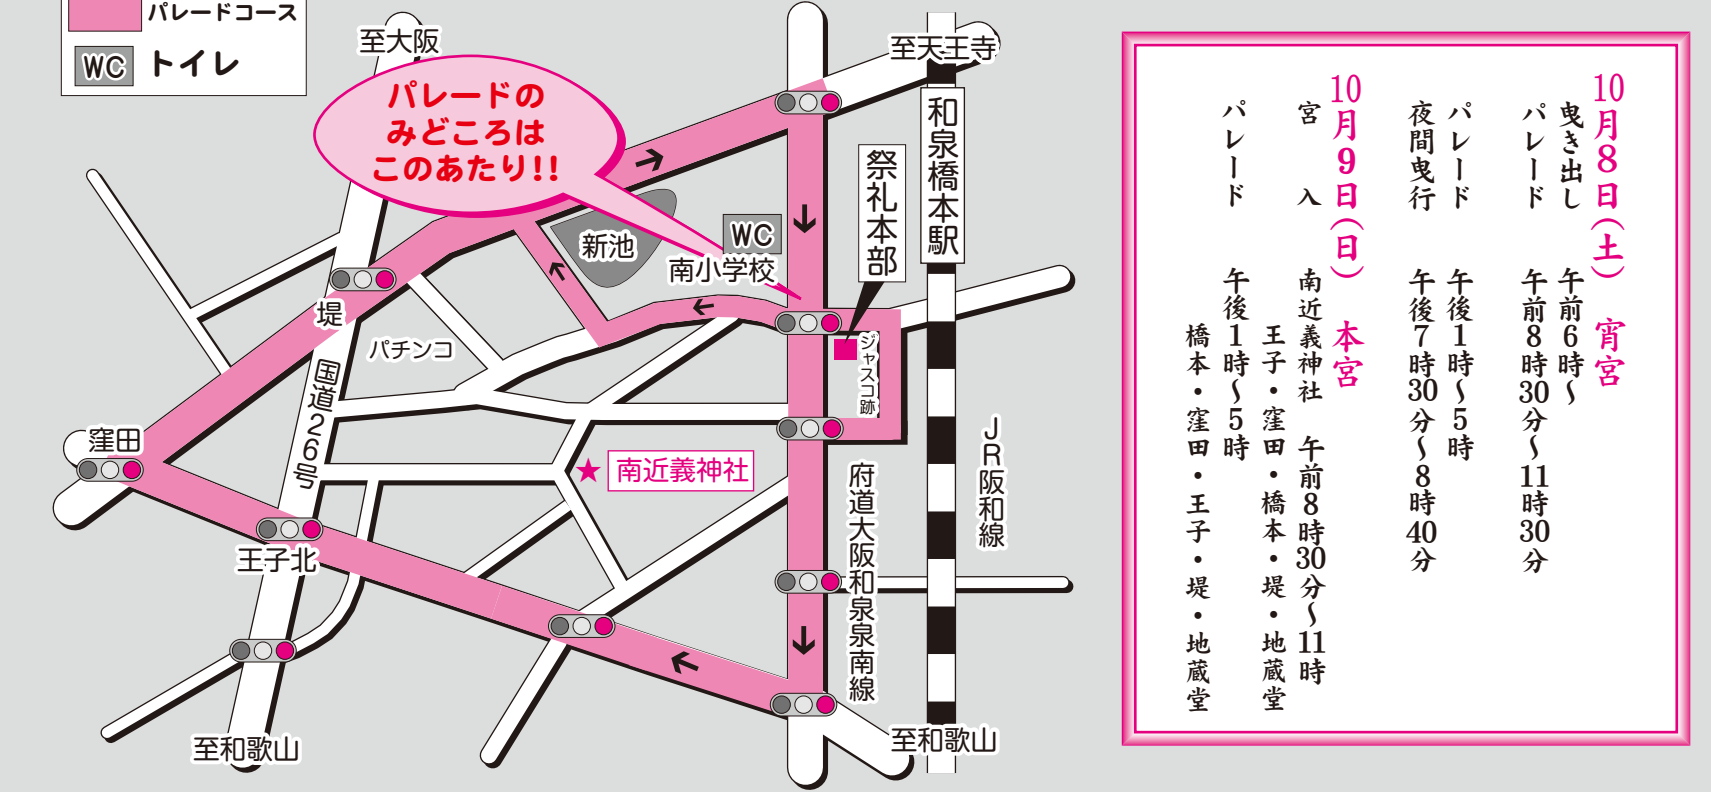 パレードコース
WC トイレ
至大阪
至天王寺
パレードの
みどころは
このあたり!!
和泉橋本駅
祭礼本部
WC
新池
南小学校
堤
パチンコ
ジャスコ跡
国道26号
窪田
南近義神社
JR阪和線
府道大阪和泉泉南線
王子北
至和歌山
至和歌山
10月8日(土) 宵宮
曳き出し 午前6時〜
パレード 午前8時30分〜11時30分
パレード 午後1時〜5時
夜間曳行 午後7時30分〜8時40分
10月9日(日) 本宮
宮入 南近義神社 午前8時30分〜11時
王子・窪田・橋本・堤・地蔵堂
パレード 午後1時〜5時
橋本・窪田・王子・堤・地蔵堂